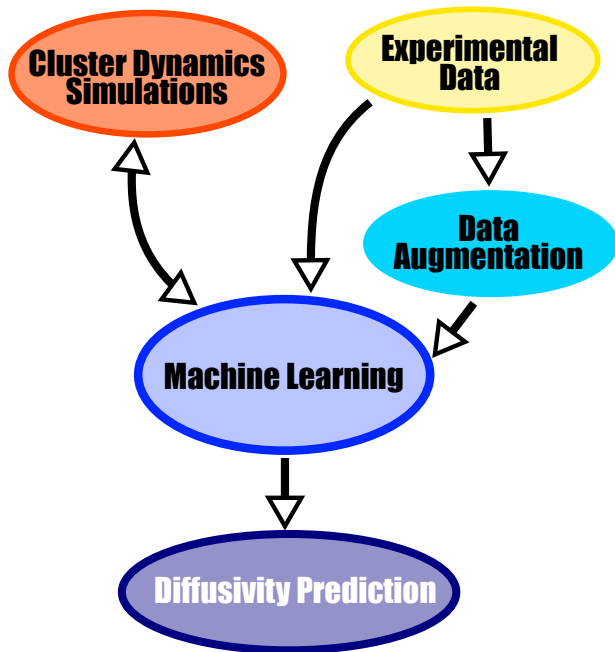 Cluster Dynamics
Simulations
Experimental
Data
Data
Augmentation
Machine Learning
Diffusivity Prediction